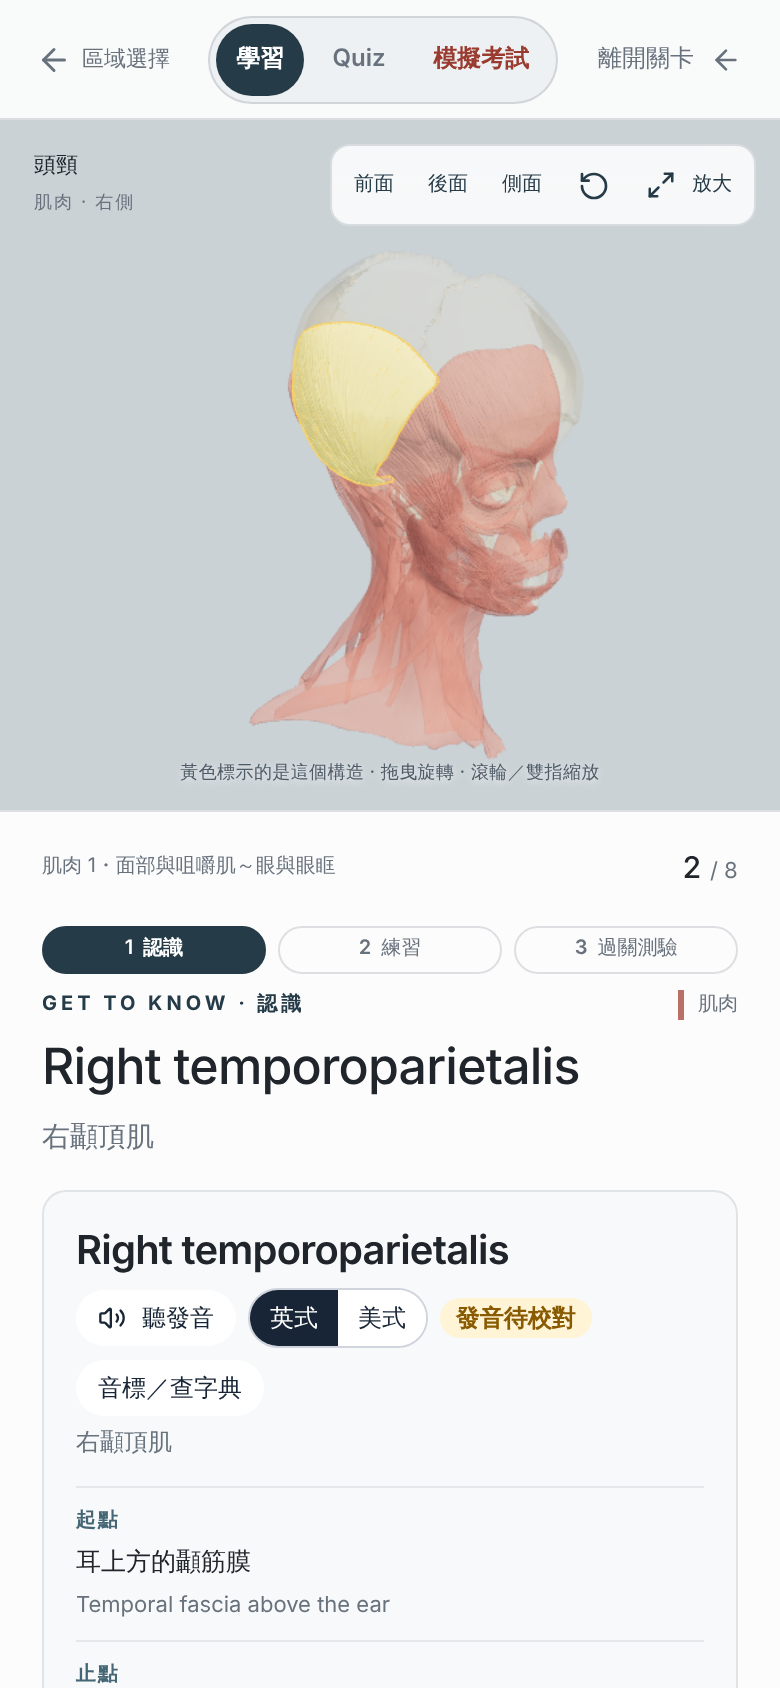 區域選擇
學習
Quiz
模擬考試
離開關卡
頭頸
肌肉 · 右側
前面
後面
側面
放大
黃色標示的是這個構造 · 拖曳旋轉 · 滾輪／雙指縮放
肌肉 1 · 面部與咀嚼肌～眼與眼眶
2 / 8
1 認識
2 練習
3 過關測驗
GET TO KNOW · 認識
肌肉
Right temporoparietalis
右顳頂肌
Right temporoparietalis
聽發音
英式
美式
發音待校對
音標／查字典
右顳頂肌
起點
耳上方的顳筋膜
Temporal fascia above the ear
止點